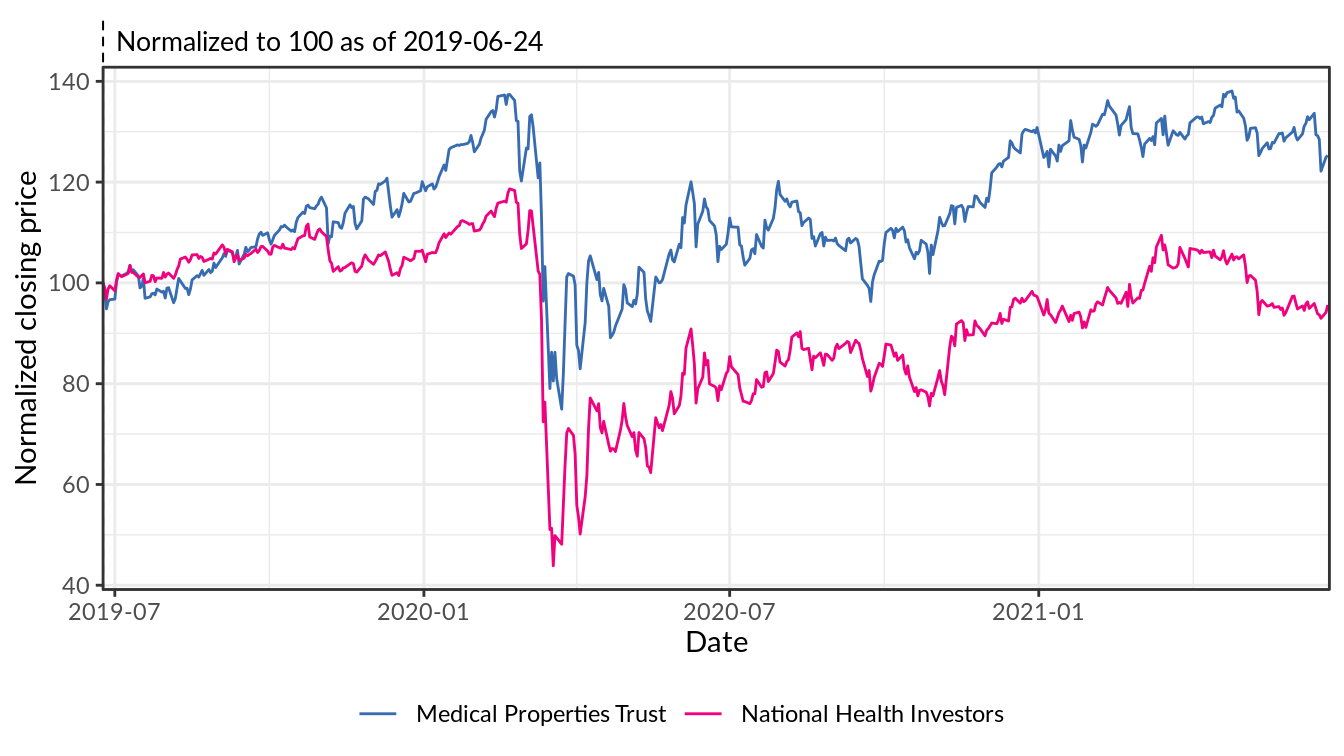 Normalized to 100 as of 2019-06-24
140
120
100
80
60
40
Normalized closing price
2019-07
2020-01
2020-07
2021-01
Date
Medical Properties Trust
National Health Investors